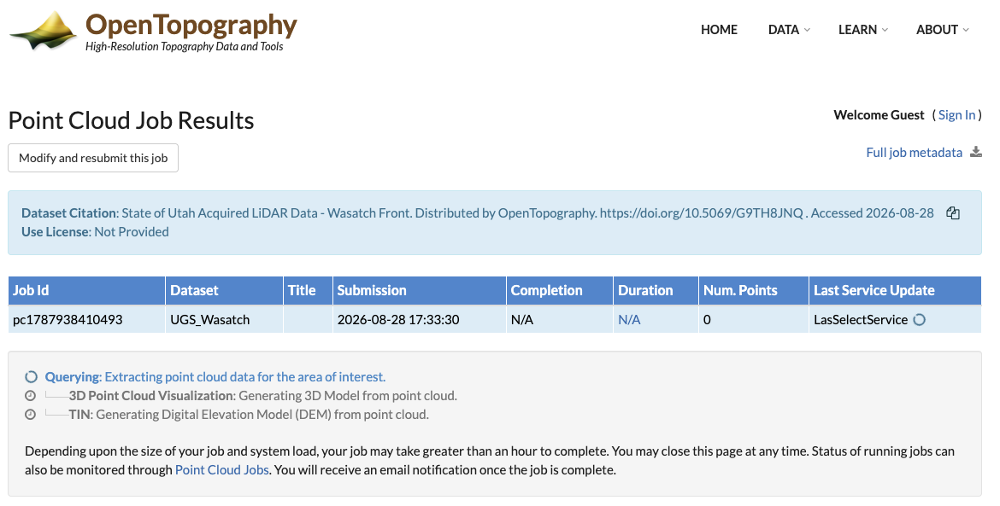 OpenTopography
High-Resolution Topography Data and Tools
HOME DATA LEARN ABOUT
Point Cloud Job Results
Welcome Guest ( Sign In )
Modify and resubmit this job
Full job metadata
Dataset Citation: State of Utah Acquired LiDAR Data - Wasatch Front. Distributed by OpenTopography. https://doi.org/10.5069/G9TH8JNQ . Accessed 2026-08-28
Use License: Not Provided
Job Id Dataset Title Submission Completion Duration Num. Points Last Service Update
pc1787938410493 UGS_Wasatch 2026-08-28 17:33:30 N/A N/A 0 LasSelectService
Querying: Extracting point cloud data for the area of interest.
3D Point Cloud Visualization: Generating 3D Model from point cloud.
TIN: Generating Digital Elevation Model (DEM) from point cloud.
Depending upon the size of your job and system load, your job may take greater than an hour to complete. You may close this page at any time. Status of running jobs can
also be monitored through Point Cloud Jobs. You will receive an email notification once the job is complete.